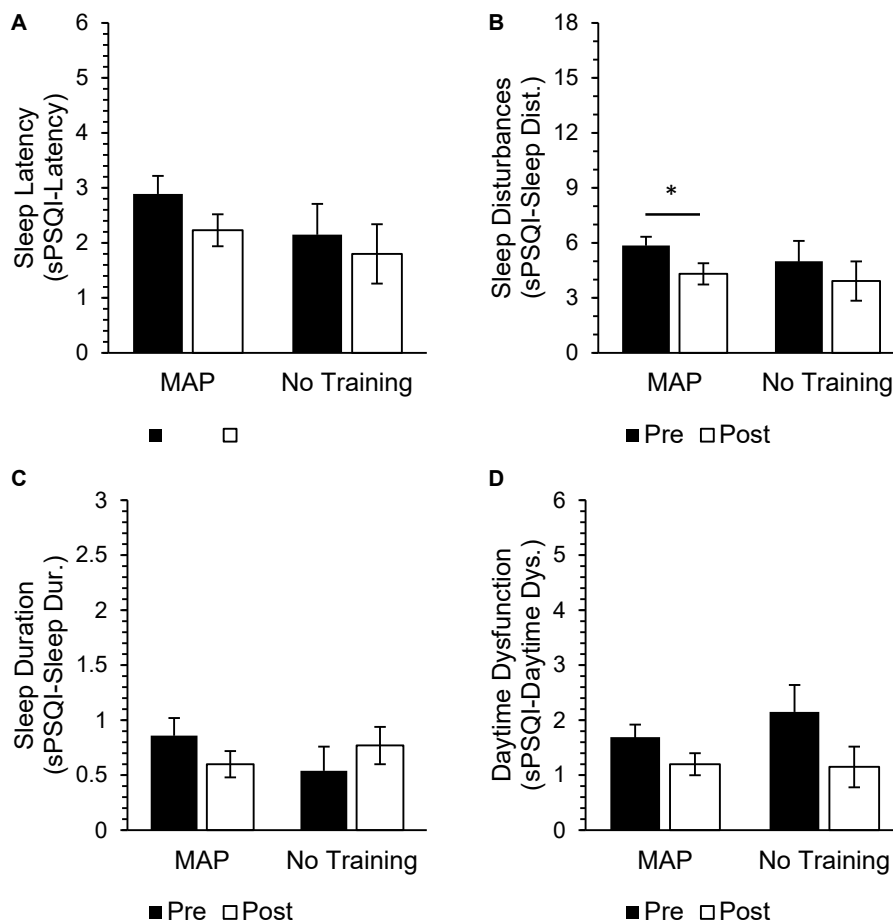 A
Sleep Latency
(sPSQI-Latency)
6
5
4
3
2
1
0
MAP No Training
B
Sleep Disturbances
(sPSQI-Sleep Dist.)
18
15
12
9
6
3
0
*
MAP No Training
Pre Post
C
Sleep Duration
(sPSQI-Sleep Dur.)
3
2.5
2
1.5
1
0.5
0
MAP No Training
Pre Post
D
Daytime Dysfunction
(sPSQI-Daytime Dys.)
6
5
4
3
2
1
0
MAP No Training
Pre Post